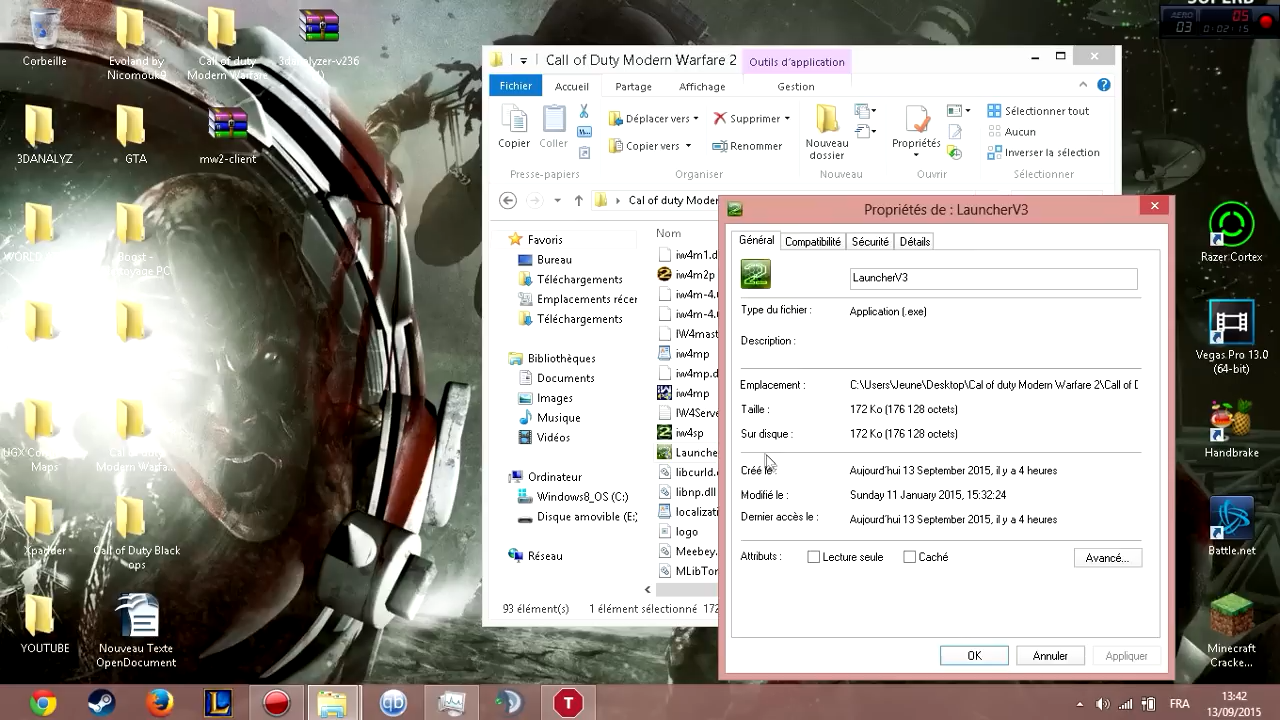 Corbeille
Evoland by
Nicomouk9
Call of duty
Modern Warfare
3danalyzer-v236
3DANALYZ
GTA
mw2-client
WORLD
Boost -
Nettoyage PC
UGX
Maps
Call of Duty
Modern Warfa...
Xpadder
Call of Duty Black
ops
YOUTUBE
Nouveau Texte
OpenDocument
SUPERB
AERO
05
03
0:02:15
Call of Duty Modern Warfare 2
Outils d'application
Fichier
Accueil
Partage
Affichage
Gestion
Copier
Coller
Déplacer vers
Copier vers
Supprimer
Renommer
Nouveau
dossier
Propriétés
Sélectionner tout
Aucun
Inverser la sélection
Presse-papiers
Organiser
Nouveau
Ouvrir
Sélectionner
Cal of duty Moder
Favoris
Bureau
Téléchargements
Emplacements récer
Téléchargements
Bibliothèques
Documents
Images
Musique
Vidéos
Ordinateur
Windows8_OS (C:)
Disque amovible (E:)
Réseau
Nom
iw4m1.d
iw4m2p
iw4m-4.
iw4m-4.
IW4mast
iw4mp
iw4mp.d
iw4mp
IW4Serve
iw4sp
Launche
libcurld.
libnp.dll
localizati
logo
Meebey.
MLibTor
93 élément(s)
1 élément sélectionné
172
Propriétés de : LauncherV3
Général
Compatibilité
Sécurité
Détails
LauncherV3
Type du fichier :
Application (.exe)
Description :
Emplacement :
C:\Users\Jeune\Desktop\Cal of duty Modern Warfare 2\Call of D
Taille :
172 Ko (176 128 octets)
Sur disque :
172 Ko (176 128 octets)
Créé le :
Aujourd'hui 13 September 2015, il y a 4 heures
Modifié le :
Sunday 11 January 2015, 15:32:24
Dernier accès le :
Aujourd'hui 13 September 2015, il y a 4 heures
Attributs :
Lecture seule
Caché
Avancé...
OK
Annuler
Appliquer
Razer Cortex
Vegas Pro 13.0
(64-bit)
Handbrake
Battle.net
Minecraft
Cracke...
FR
FRA
13:42
13/09/2015